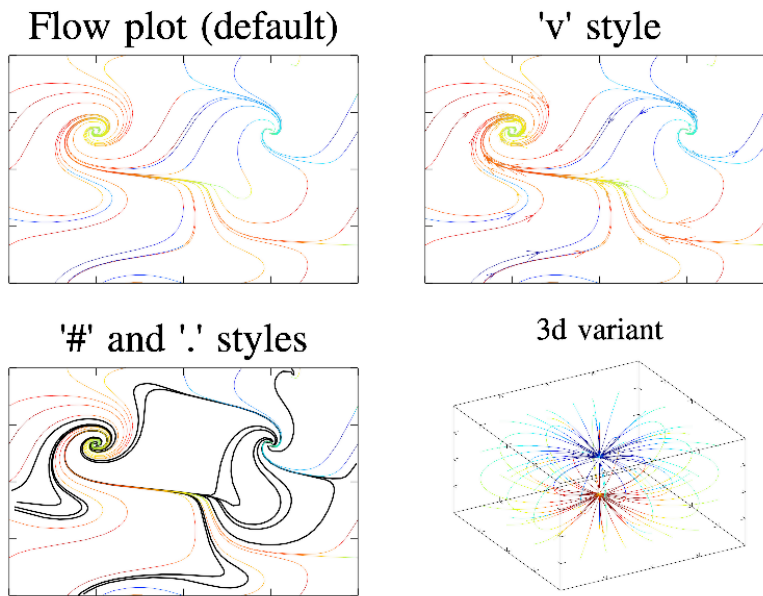 Flow plot (default)
'v' style
'#' and '.' styles
3d variant